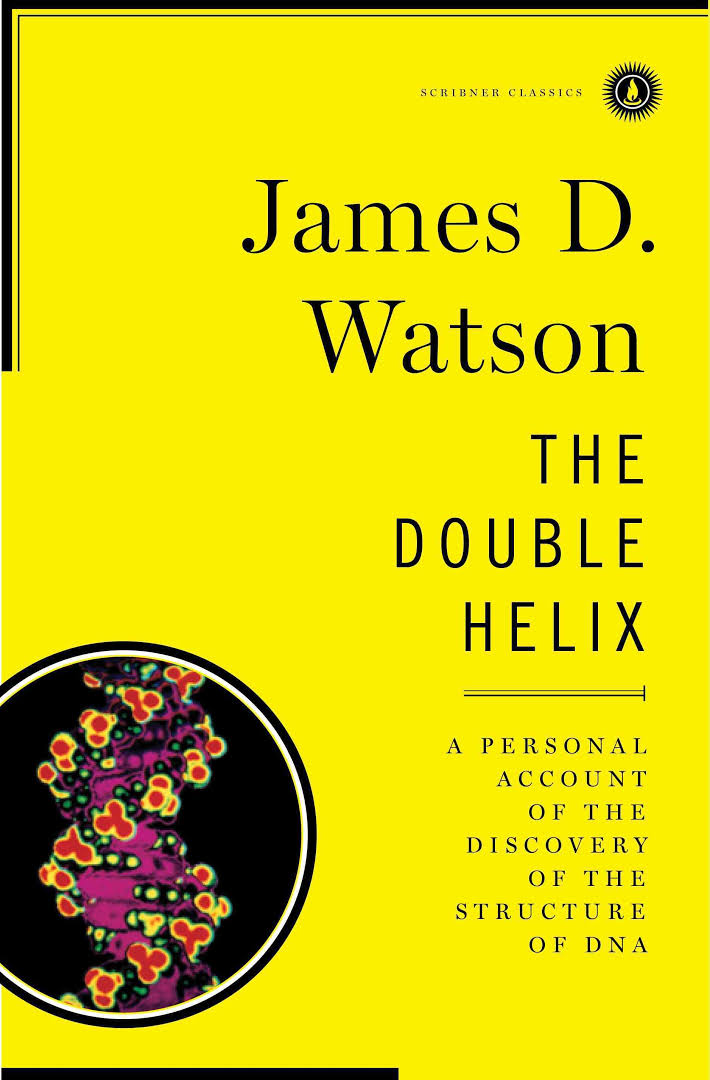 SCRIBNER CLASSICS
James D.
Watson
THE
DOUBLE
HELIX
A PERSONAL
ACCOUNT
OF THE
DISCOVERY
OF THE
STRUCTURE
OF DNA